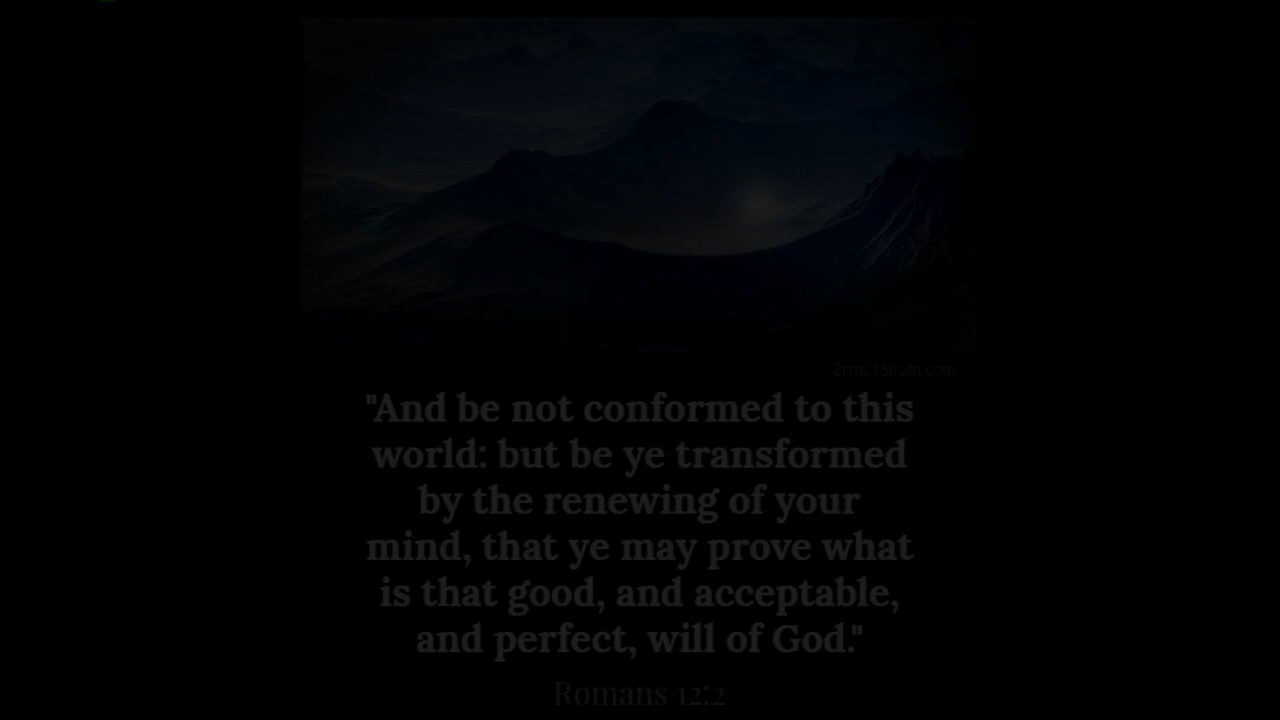 "And be not conformed to this
world: but be ye transformed
by the renewing of your
mind, that ye may prove what
is that good, and acceptable,
and perfect, will of God."
Romans 12:2